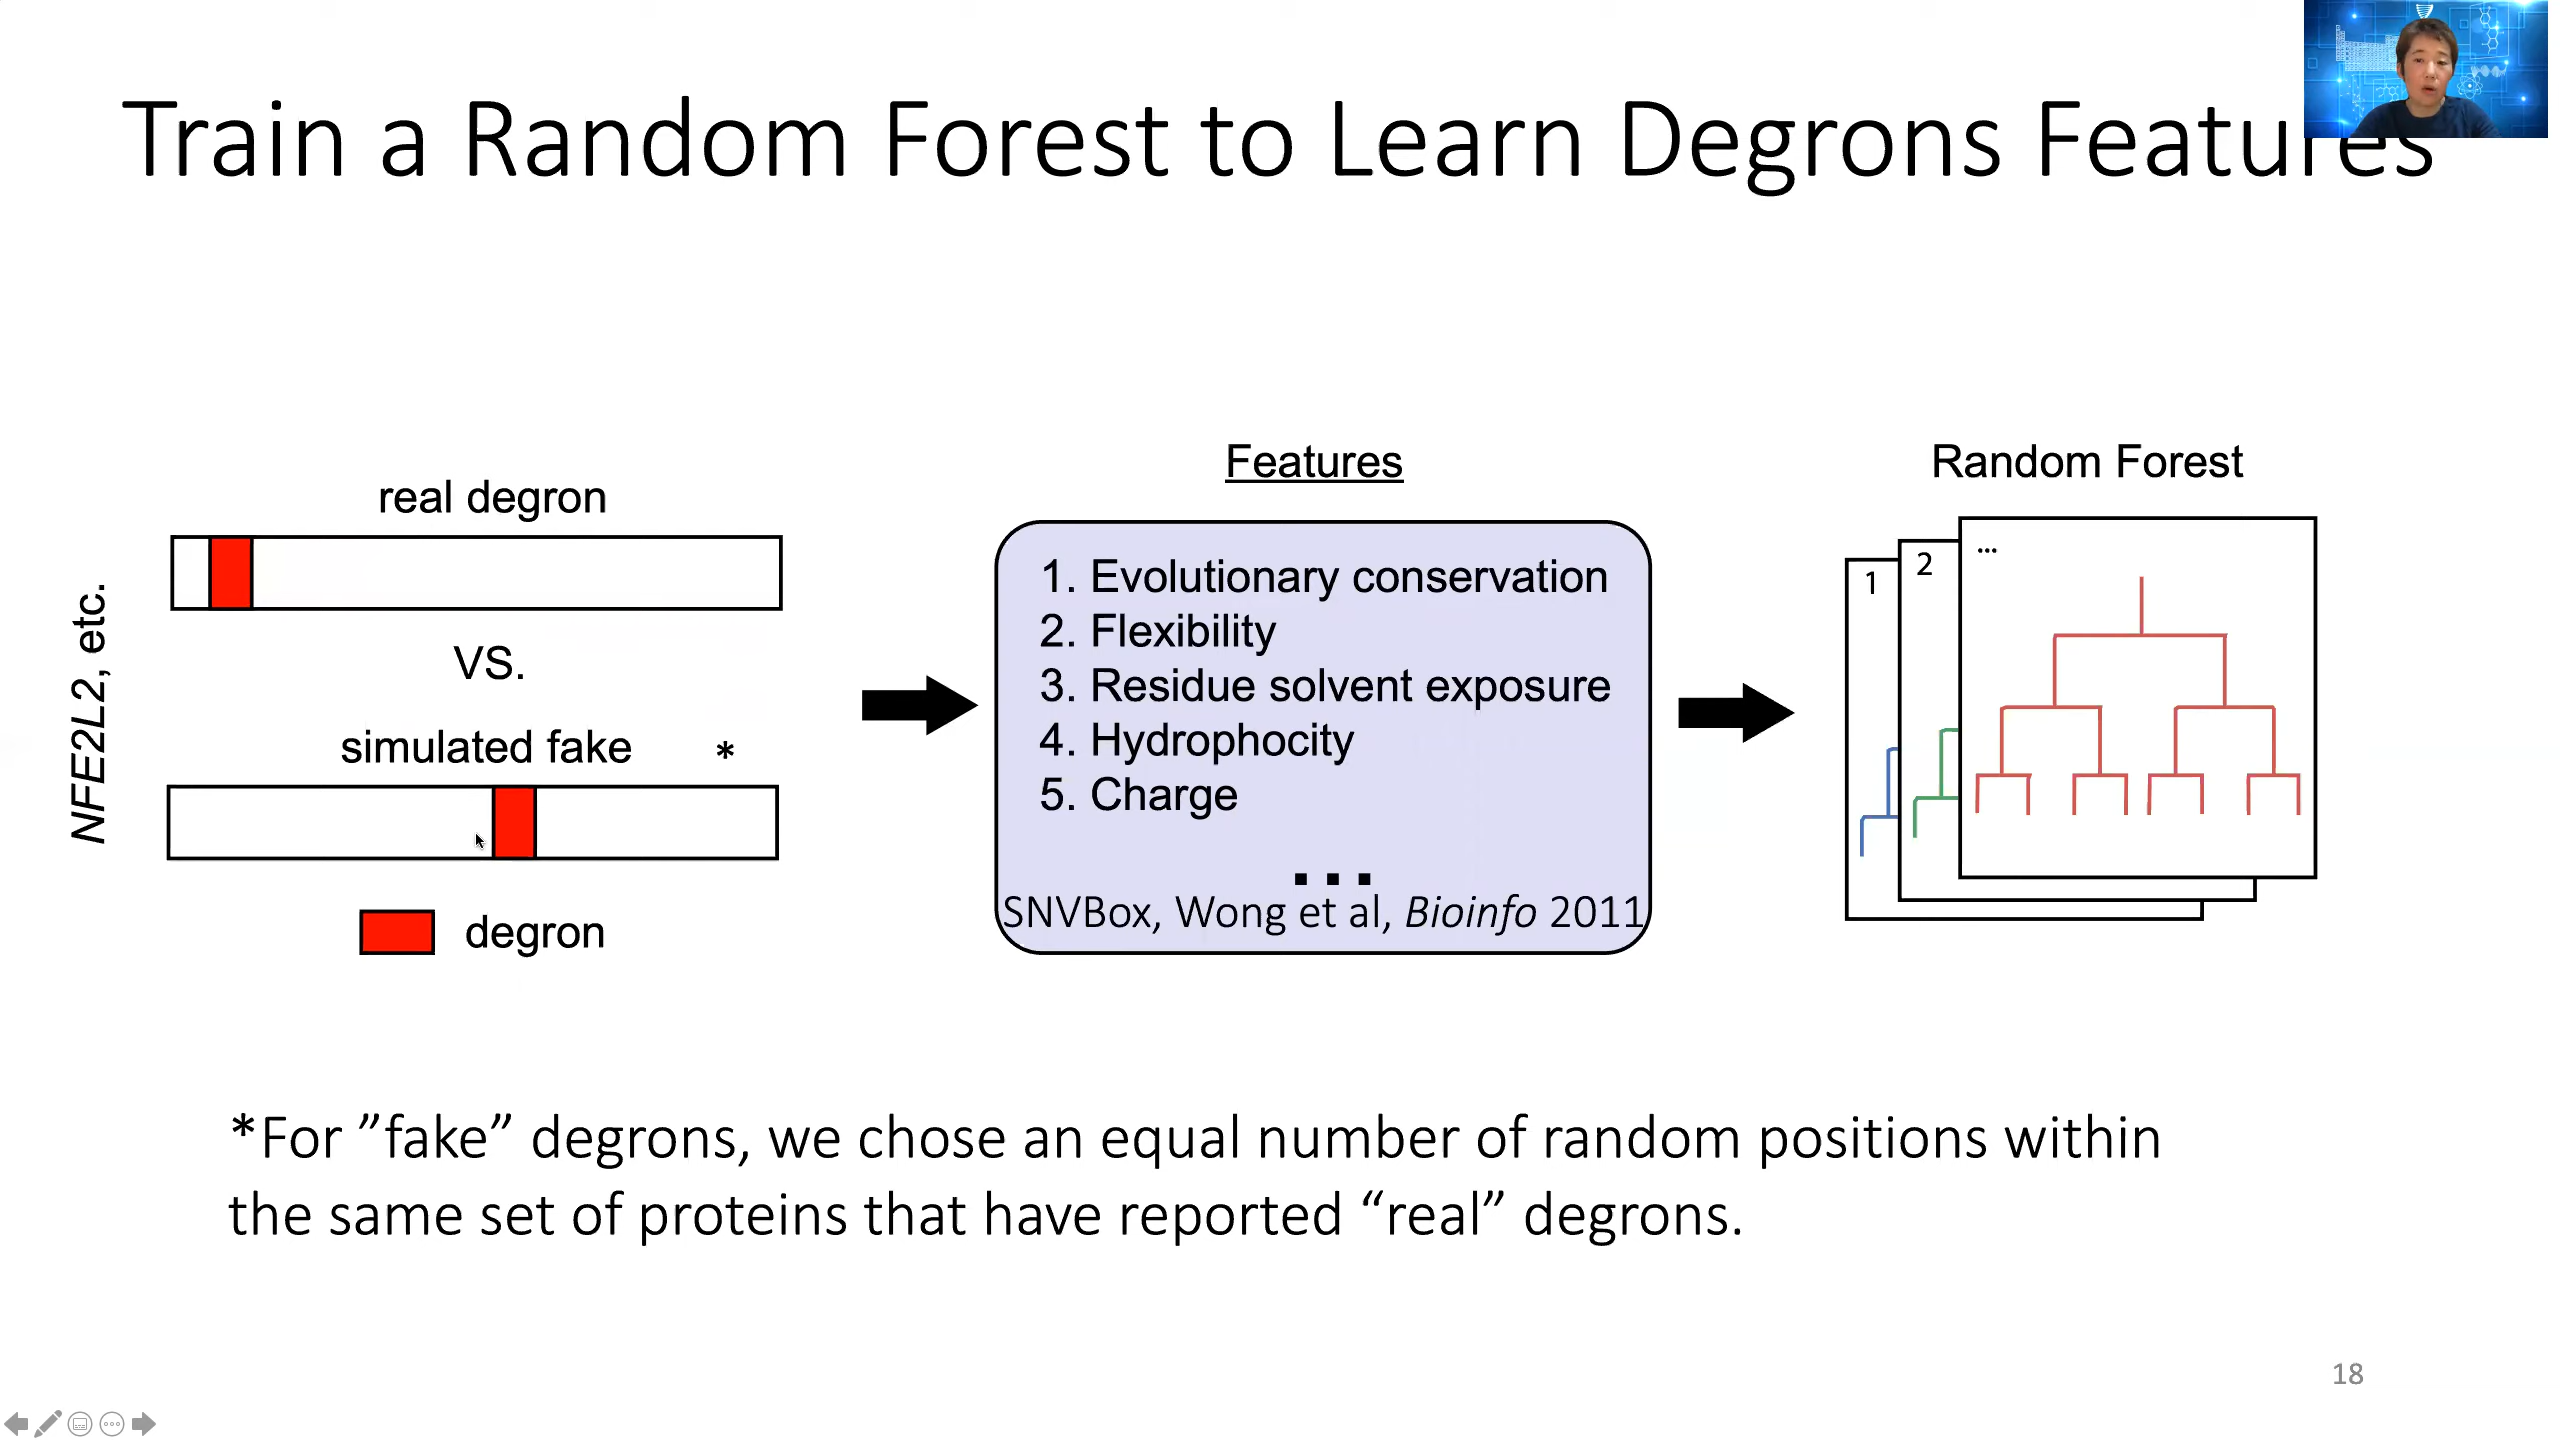 Train a Random Forest to Learn Degrons Features
NFE2L2, etc.
real degron
VS.
simulated fake *
degron
Features
1. Evolutionary conservation
2. Flexibility
3. Residue solvent exposure
4. Hydrophocity
5. Charge
...
SNVBox, Wong et al, Bioinfo 2011
Random Forest
1
2
...
*For ”fake” degrons, we chose an equal number of random positions within
the same set of proteins that have reported “real” degrons.
18